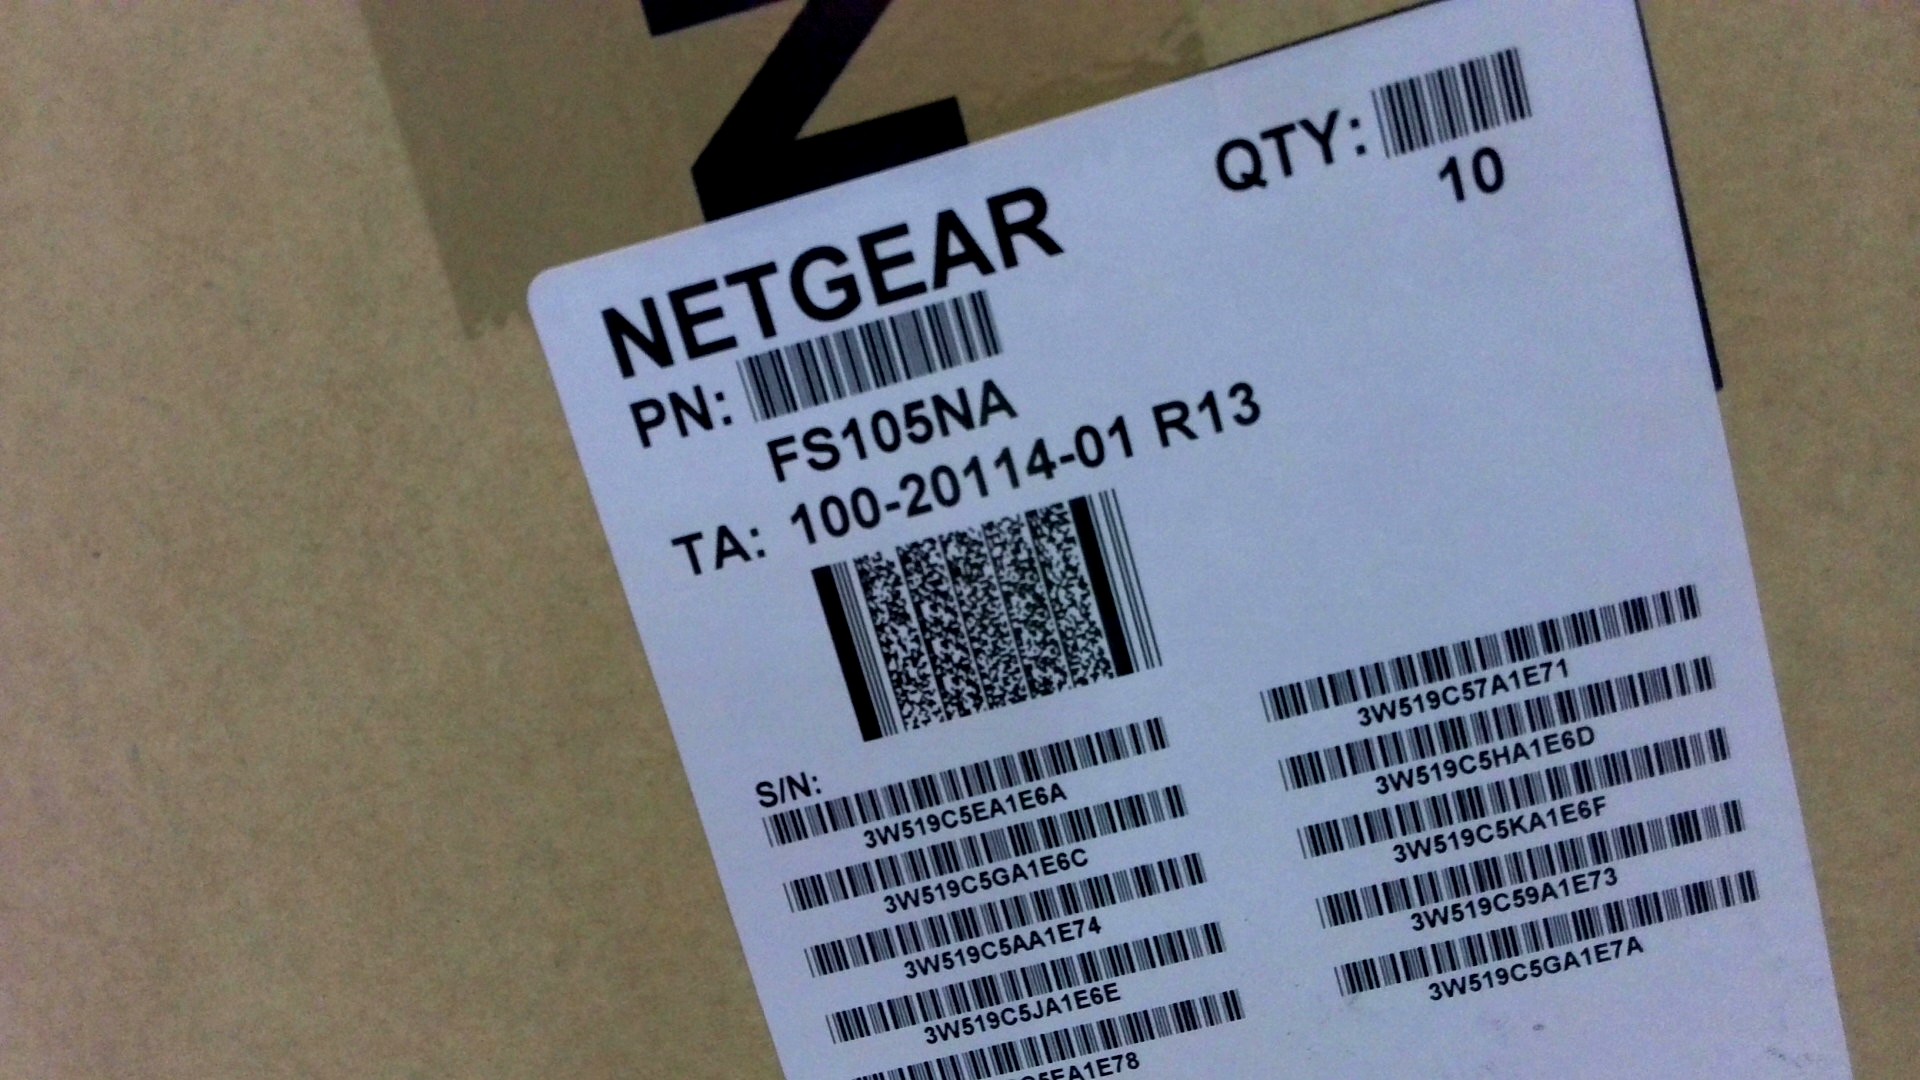 NETGEAR
QTY:
10
PN:
FS105NA
TA: 100-20114-01 R13
S/N:
3W519C5EA1E6A
3W519C5GA1E6C
3W519C5AA1E74
3W519C5JA1E6E
3W519C57A1E71
3W519C5HA1E6D
3W519C5KA1E6F
3W519C59A1E73
3W519C5GA1E7A